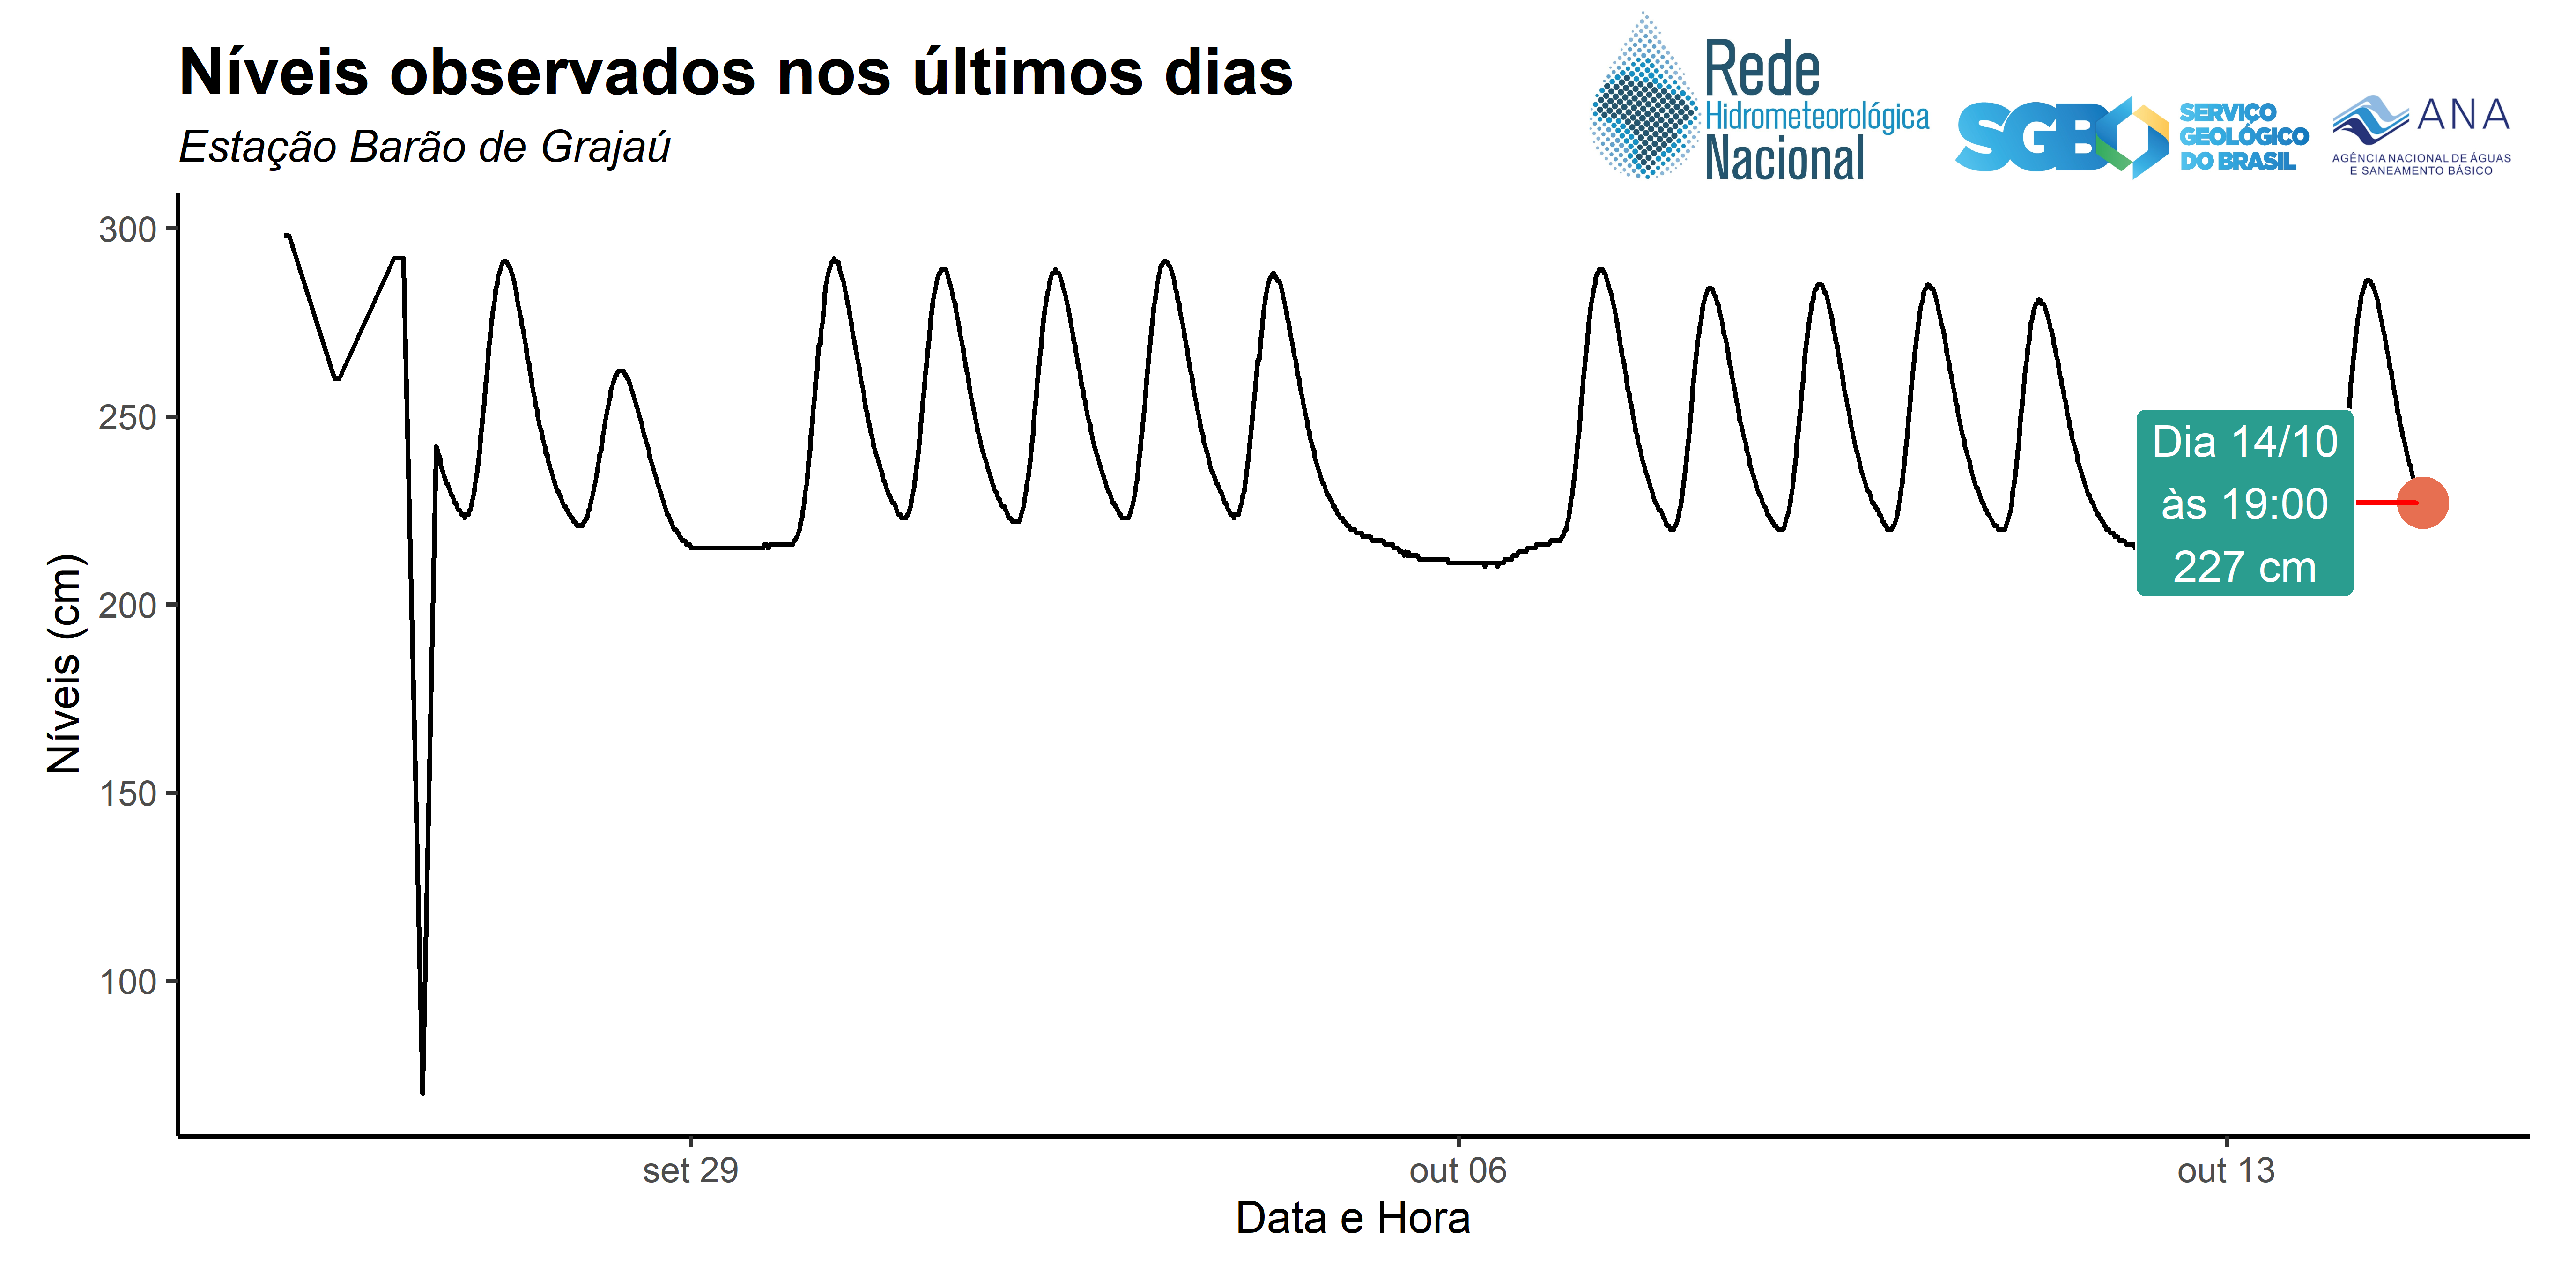 Níveis observados nos últimos dias
Estação Barão de Grajaú
Rede
Hidrometeorológica
Nacional
SGB
SERVIÇO
GEOLÓGICO
DO BRASIL
ANA
AGÊNCIA NACIONAL DE ÁGUAS
E SANEAMENTO BÁSICO
Níveis (cm)
300
250
200
150
100
Dia 14/10
às 19:00
227 cm
set 29
out 06
out 13
Data e Hora